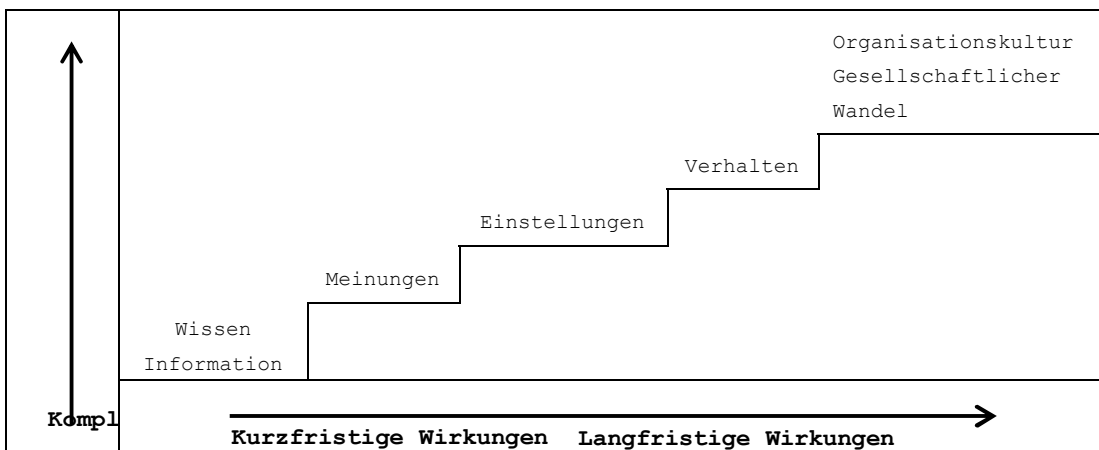 Organisationskultur
Gesellschaftlicher
Wandel
Verhalten
Einstellungen
Meinungen
Wissen
Information
Kompl
Kurzfristige Wirkungen Langfristige Wirkungen